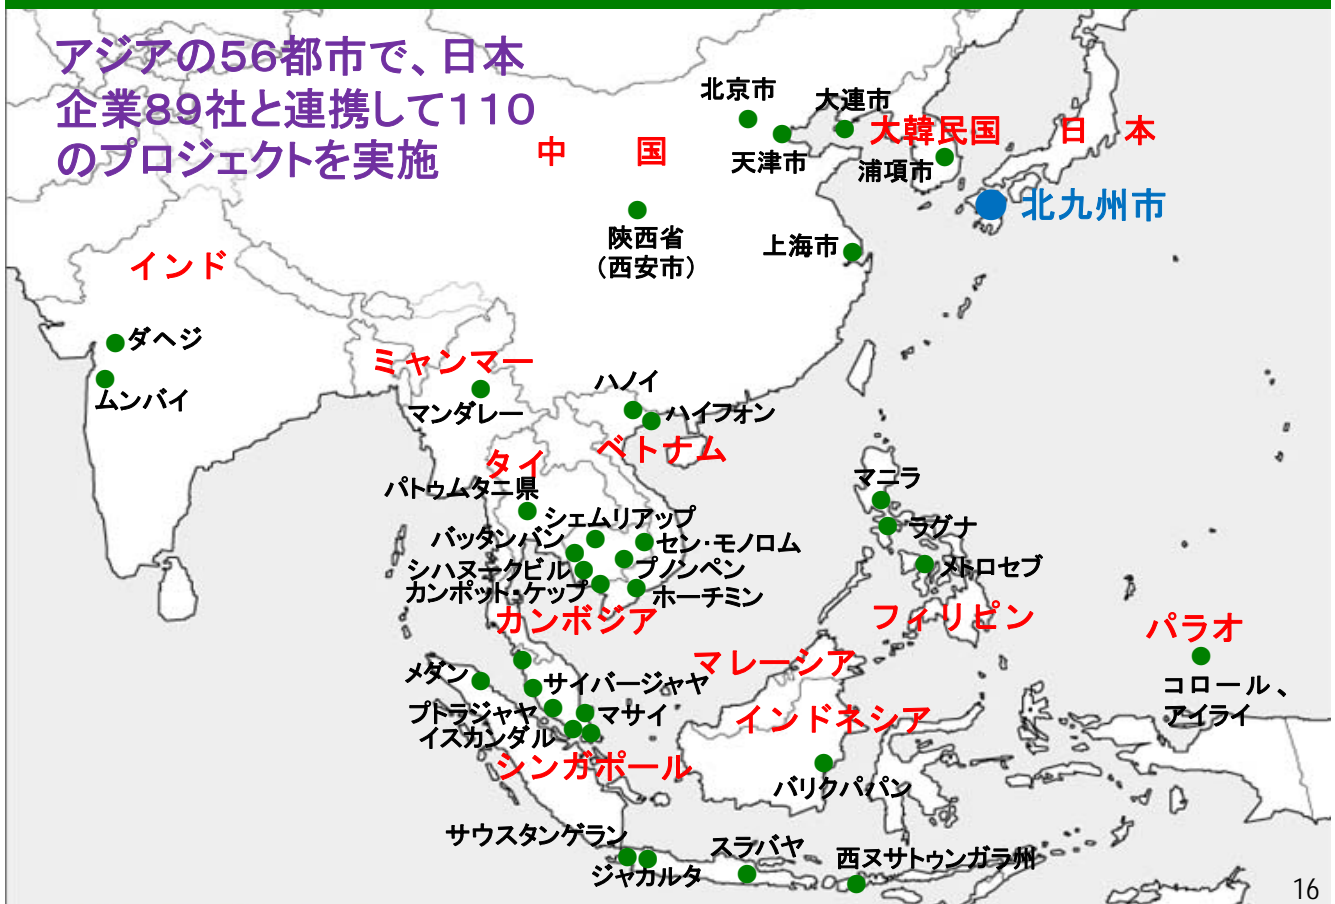 アジアの56都市で、日本
企業89社と連携して110
のプロジェクトを実施
北京市
大連市
中　国
天津市
大韓民国
日　本
浦項市
北九州市
陝西省
（西安市）
上海市
インド
ダヘジ
ムンバイ
ミャンマー
マンダレー
ハノイ
ハイフォン
ベトナム
タイ
パトゥムタニ県
シェムリアップ
バッタンバン
セン・モノロム
シハヌークビル
プノンペン
カンポット・ケップ
ホーチミン
カンボジア
マニラ
ラグナ
メトロセブ
フィリピン
パラオ
コロール、
アイライ
マレーシア
メダン
サイバージャヤ
プトラジャヤ
マサイ
イスカンダル
インドネシア
シンガポール
バリクパパン
サウスタンゲラン
ジャカルタ
スラバヤ
西ヌサトゥンガラ州
16